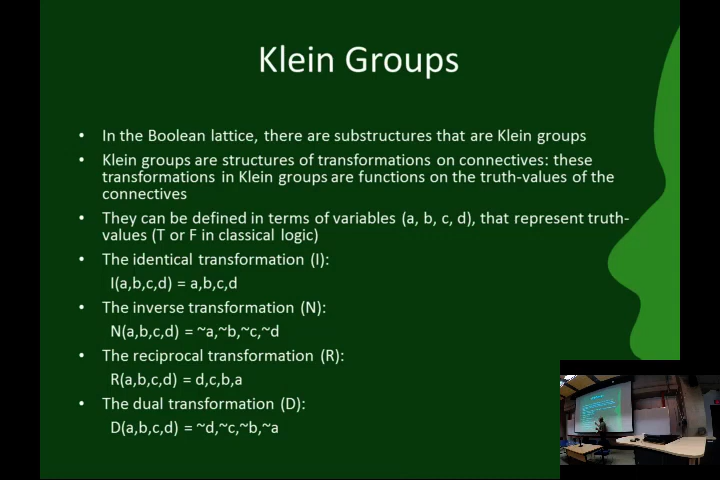 Klein Groups
• In the Boolean lattice, there are substructures that are Klein groups
• Klein groups are structures of transformations on connectives: these
transformations in Klein groups are functions on the truth-values of the
connectives
• They can be defined in terms of variables (a, b, c, d), that represent truth-
values (T or F in classical logic)
• The identical transformation (I):
I(a,b,c,d) = a,b,c,d
• The inverse transformation (N):
N(a,b,c,d) = ~a,~b,~c,~d
• The reciprocal transformation (R):
R(a,b,c,d) = d,c,b,a
• The dual transformation (D):
D(a,b,c,d) = ~d,~c,~b,~a